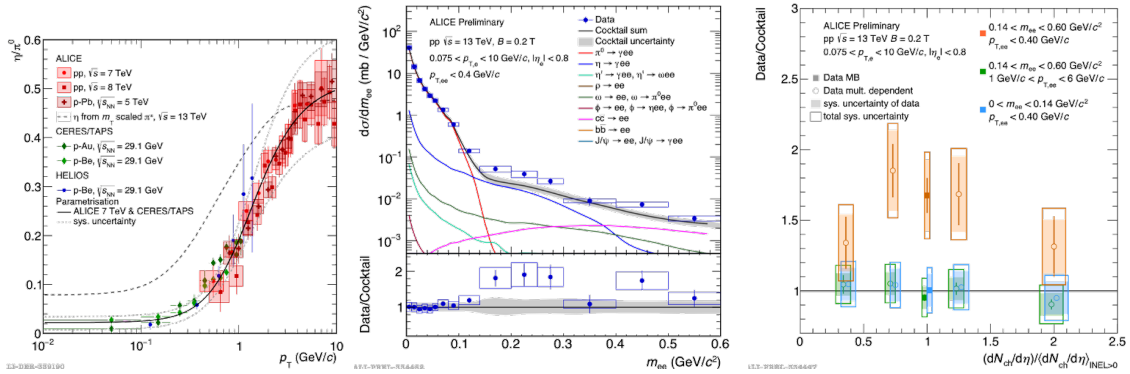 η/π⁰
0.6
0.5
0.4
0.3
0.2
0.1
0
ALICE
pp, √s = 7 TeV
pp, √s = 8 TeV
p-Pb, √sNN = 5 TeV
η from mT scaled π⁰, √s = 13 TeV
CERES/TAPS
p-Au, √sNN = 29.1 GeV
p-Be, √sNN = 29.1 GeV
HELIOS
p-Be, √sNN = 29.1 GeV
Parametrisation
ALICE 7 TeV & CERES/TAPS
sys. uncertainty
10⁻² 10⁻¹ 1 10
pT (GeV/c)
dσ/dmee (mb / GeV/c²)
10²
10
1
10⁻¹
10⁻²
10⁻³
ALICE Preliminary
pp √s = 13 TeV, B = 0.2 T
0.075 < pT,e < 10 GeV/c, |ηe| < 0.8
pT,ee < 0.4 GeV/c
Data
Cocktail sum
Cocktail uncertainty
π⁰ → γee
η → γee
η' → γee, η' → ωee
ρ → ee
ω → ee, ω → π⁰ee
ϕ → ee, ϕ → ηee, ϕ → π⁰ee
cc̄ → ee
bb̄ → ee
J/ψ → ee, J/ψ → γee
Data/Cocktail
2
1
0 0.1 0.2 0.3 0.4 0.5 0.6
mee (GeV/c²)
Data/Cocktail
3
2.5
2
1.5
1
0.5
0
ALICE Preliminary
pp √s = 13 TeV, B = 0.2 T
0.075 < pT,e < 10 GeV/c, |ηe| < 0.8
Data MB
Data mult. dependent
sys. uncertainty of data
total sys. uncertainty
0.14 < mee < 0.60 GeV/c²
pT,ee < 0.40 GeV/c
0.14 < mee < 0.60 GeV/c²
1 GeV/c < pT,ee < 6 GeV/c
0 < mee < 0.14 GeV/c²
pT,ee < 0.40 GeV/c
0 0.5 1 1.5 2 2.5
(dNch/dη)/⟨dNch/dη⟩INEL>0